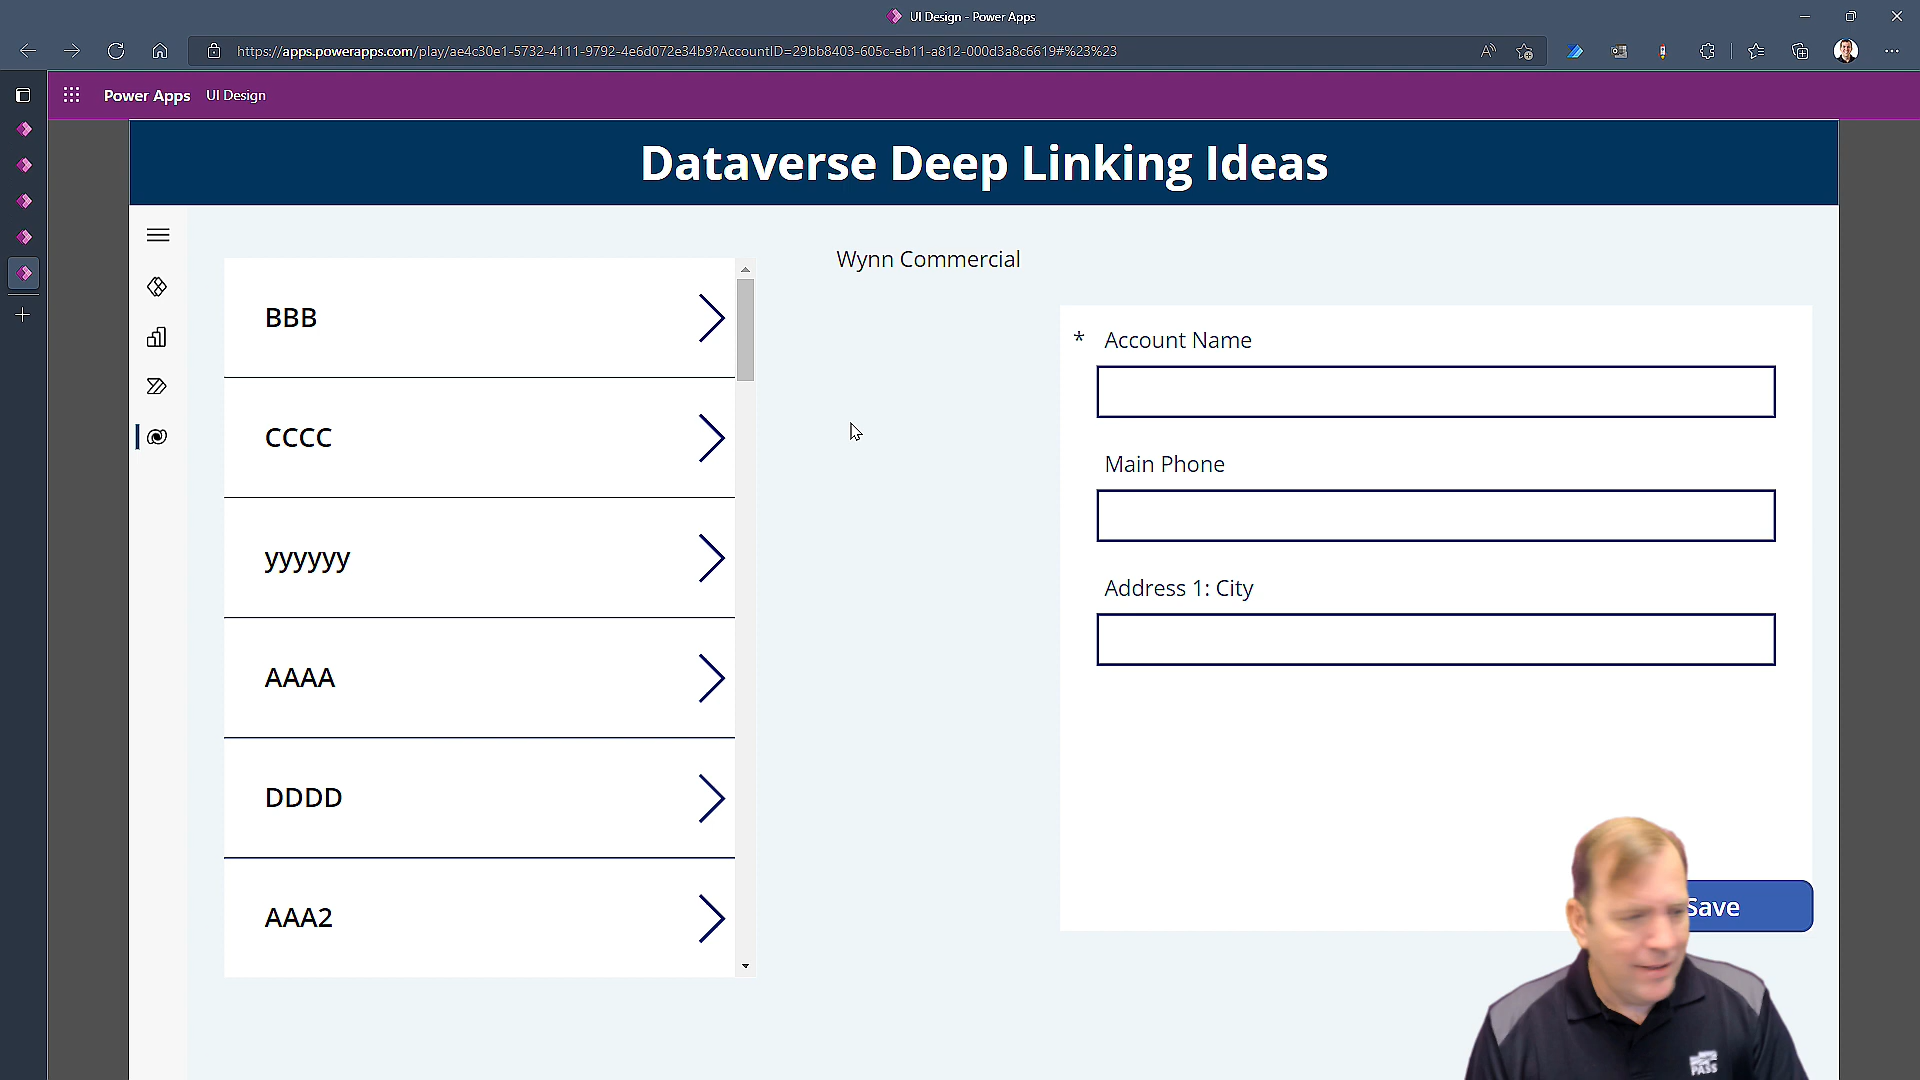 UI Design - Power Apps
https://apps.powerapps.com/play/ae4c30e1-5732-4111-9792-4e6d072e34b9?AccountID=29bb8403-605c-eb11-a812-000d3a8c6619#%23%23
Power Apps UI Design
Dataverse Deep Linking Ideas
Wynn Commercial
BBB
CCCC
yyyyyy
AAAA
DDDD
AAA2
* Account Name
Main Phone
Address 1: City
Save
PASS